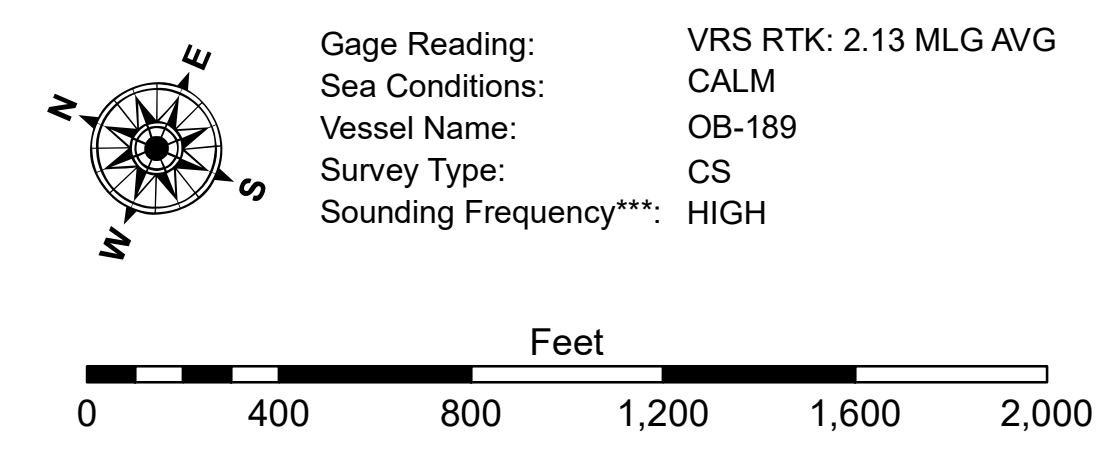 N
E
S
W
Gage Reading: VRS RTK: 2.13 MLG AVG
Sea Conditions: CALM
Vessel Name: OB-189
Survey Type: CS
Sounding Frequency***: HIGH
Feet
0 400 800 1,200 1,600 2,000